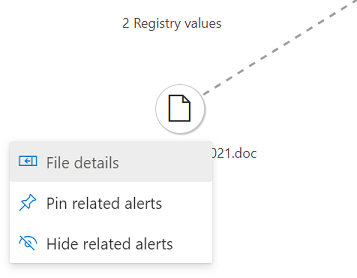 2 Registry values
021.doc
File details
Pin related alerts
Hide related alerts